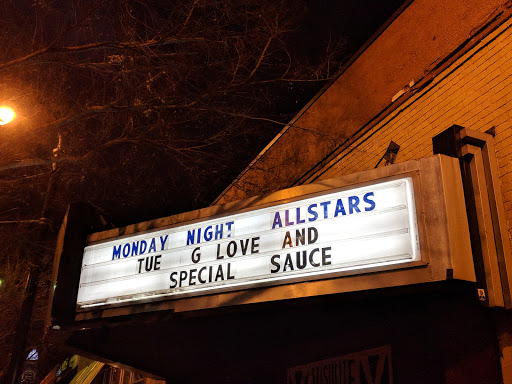 MONDAY NIGHT ALLSTARS
TUE G LOVE AND
SPECIAL SAUCE